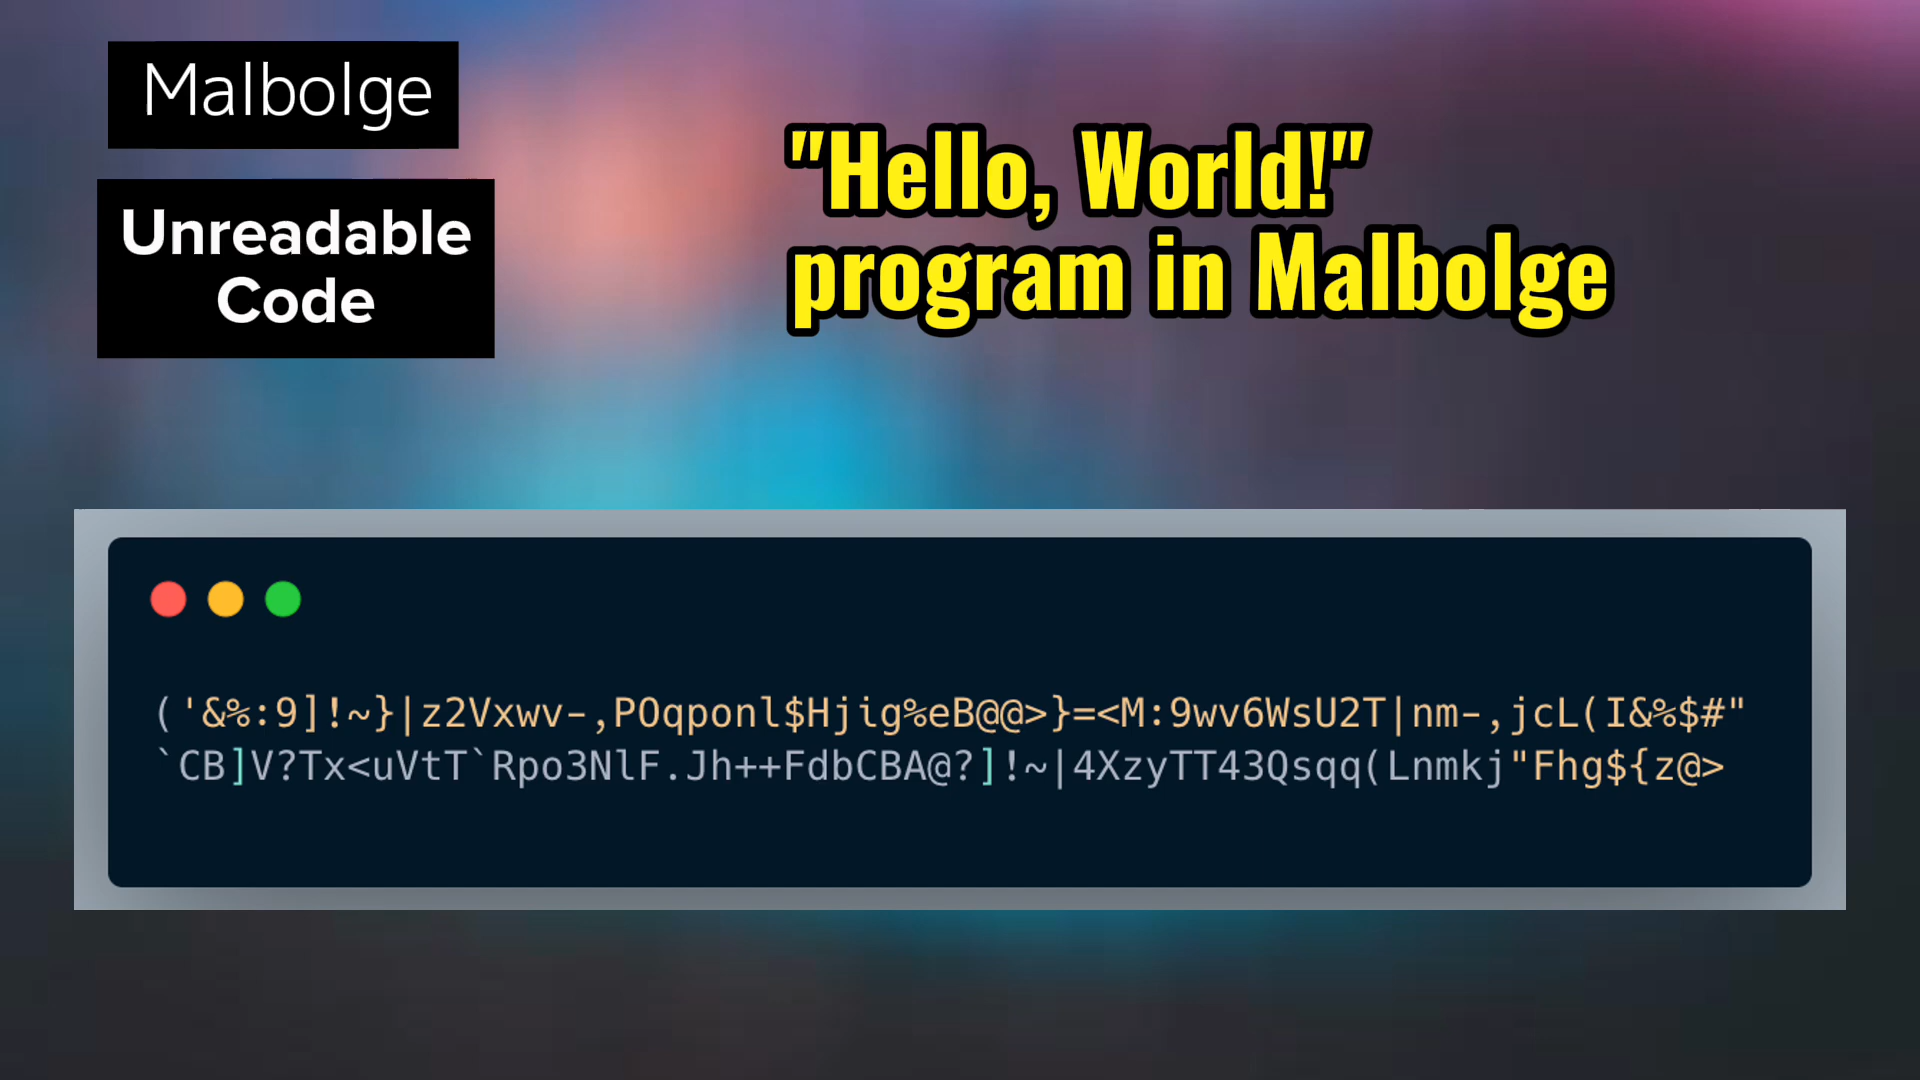 Malbolge
Unreadable
Code
"Hello, World!"
program in Malbolge
('&%:9]!~}|z2Vxwv-,POqponl$Hjig%eB@@>}=<M:9wv6WsU2T|nm-,jcL(I&%$#"
`CB]V?Tx<uVtT`Rpo3NlF.Jh++FdbCBA@?]!~|4XzyTT43Qsqq(Lnmkj"Fhg${z@>